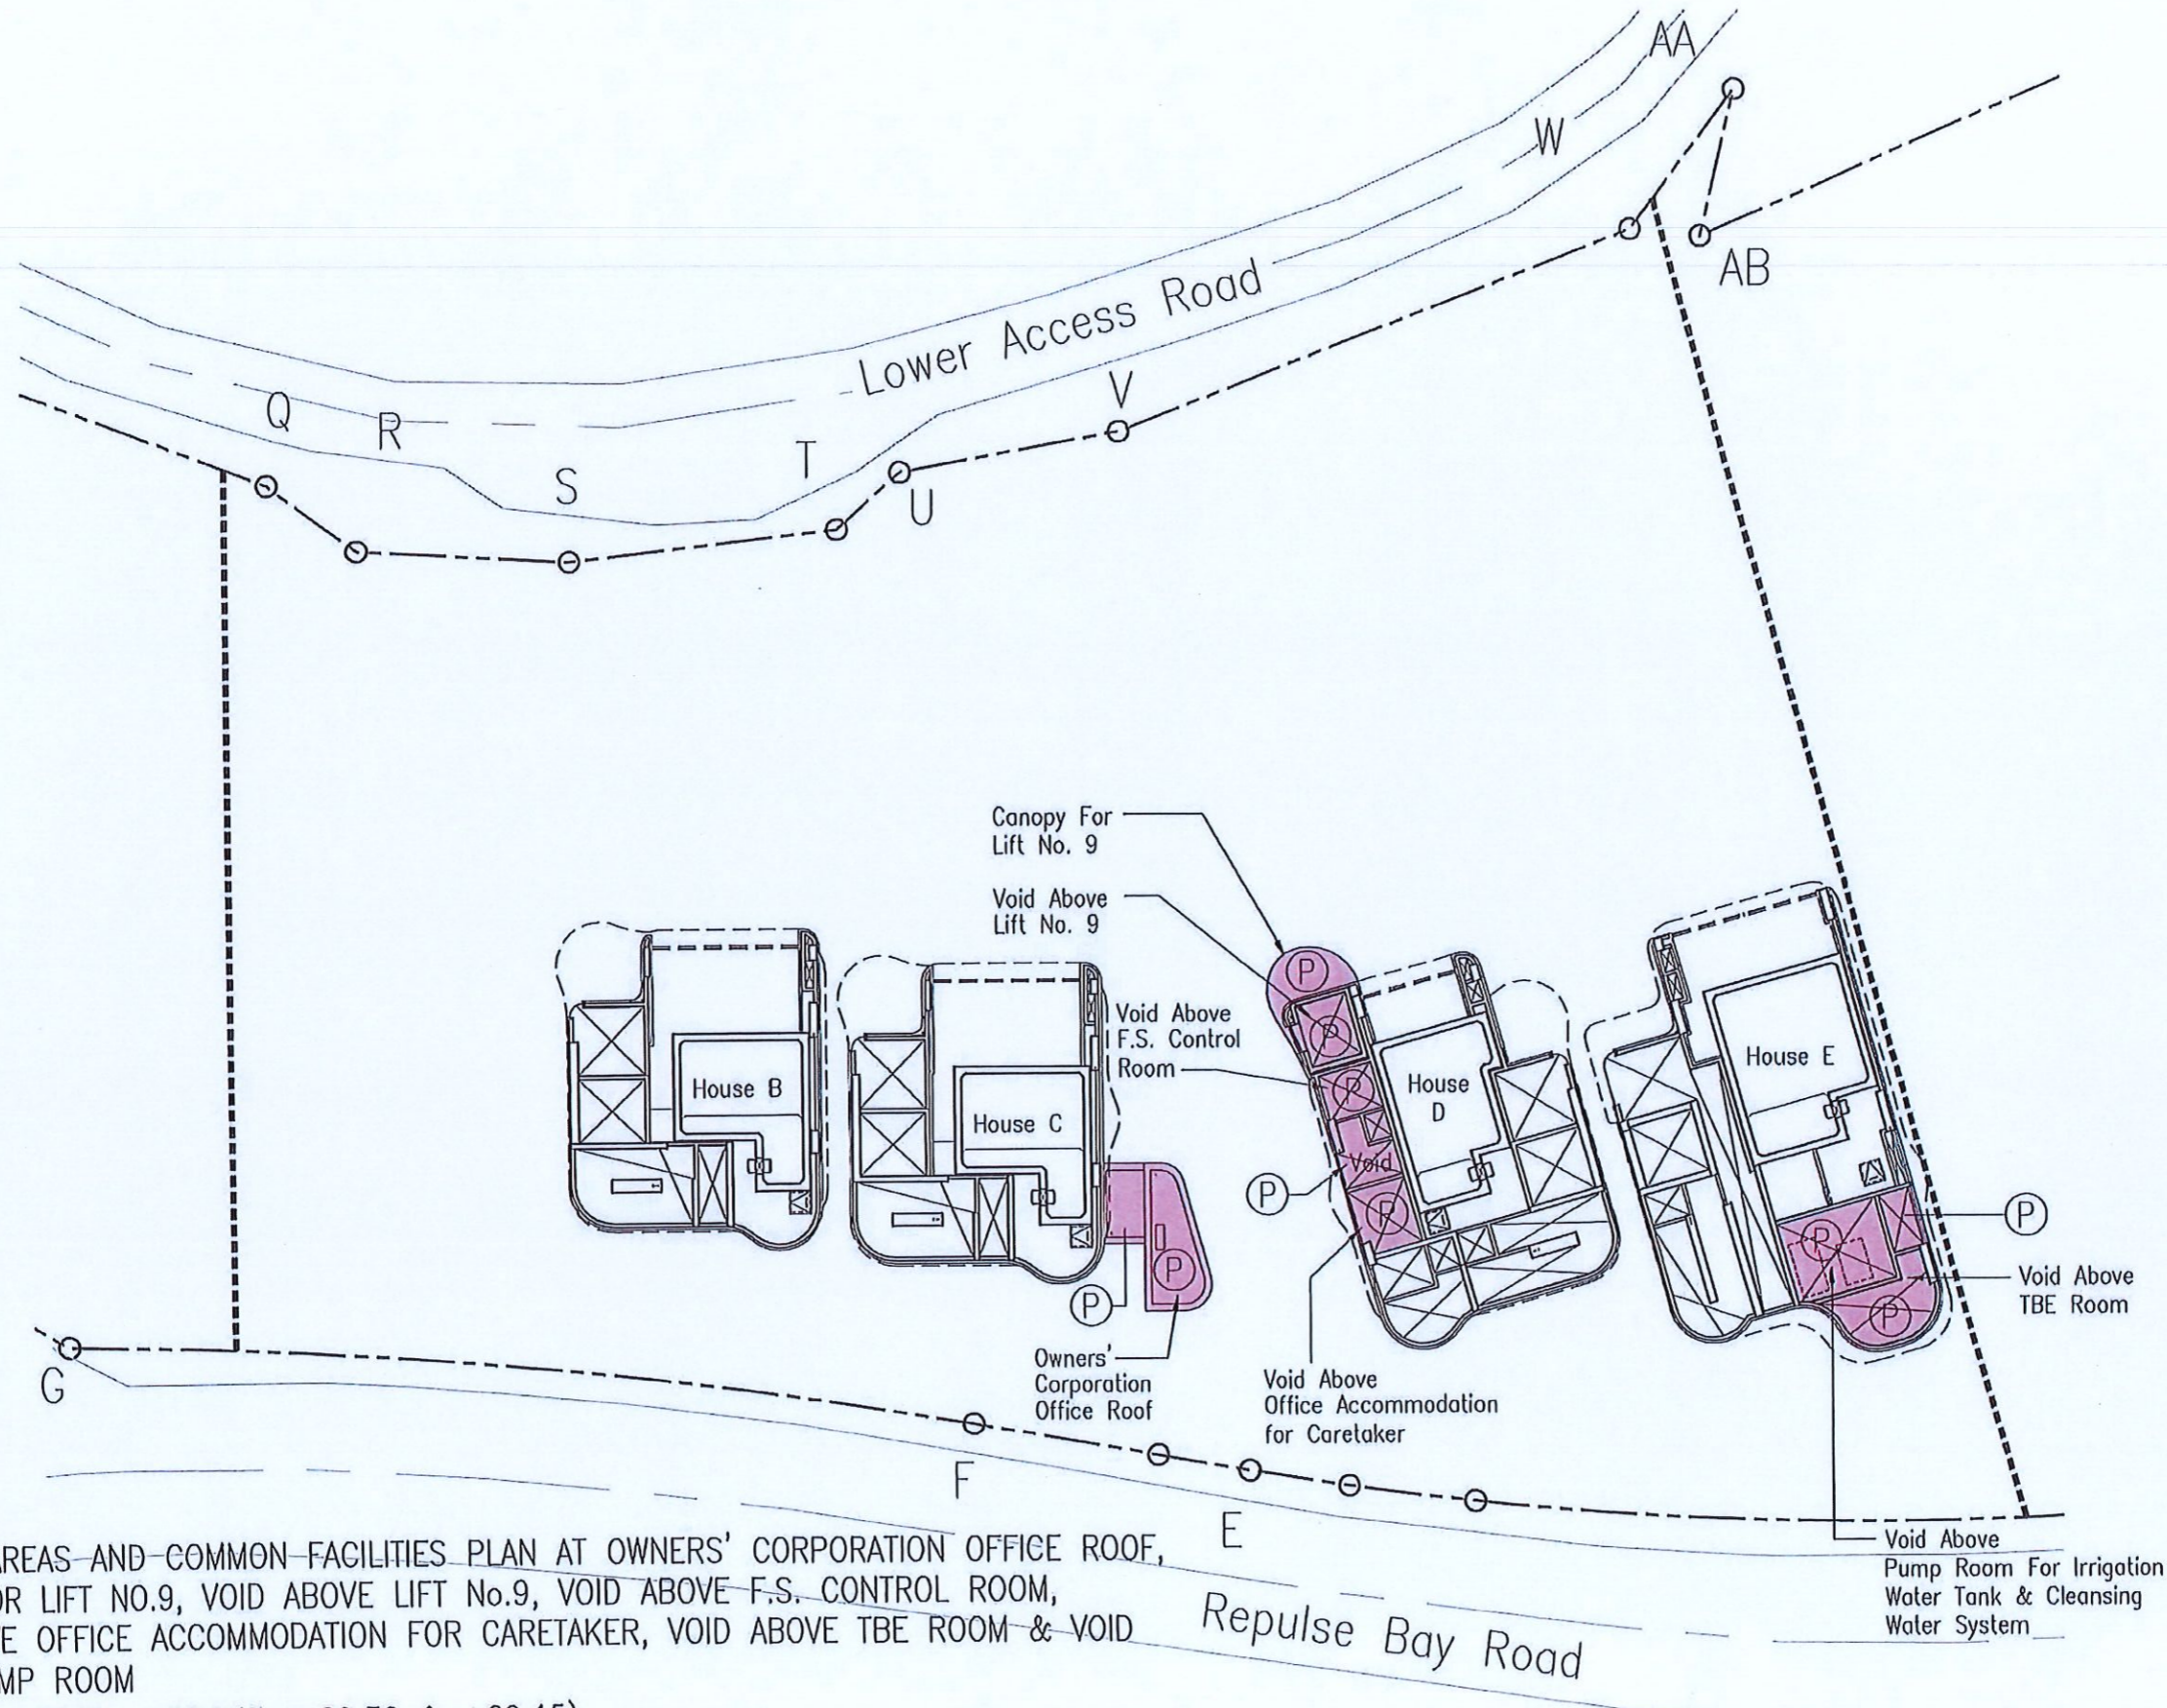 AA
W
AB
Lower Access Road
V
Q
R
T
S
U
Canopy For
Lift No. 9
Void Above
Lift No. 9
P
Void Above
F.S. Control
Room
P
P
House B
House C
House
D
House E
Void
P
P
P
P
P
P
P
P
Void Above
TBE Room
Owners'
Corporation
Office Roof
Void Above
Office Accommodation
for Caretaker
G
F
E
Void Above
Pump Room For Irrigation
Water Tank & Cleansing
Water System
AREAS AND COMMON FACILITIES PLAN AT OWNERS' CORPORATION OFFICE ROOF,
OR LIFT NO.9, VOID ABOVE LIFT No.9, VOID ABOVE F.S. CONTROL ROOM,
E OFFICE ACCOMMODATION FOR CARETAKER, VOID ABOVE TBE ROOM & VOID
MP ROOM
Repulse Bay Road